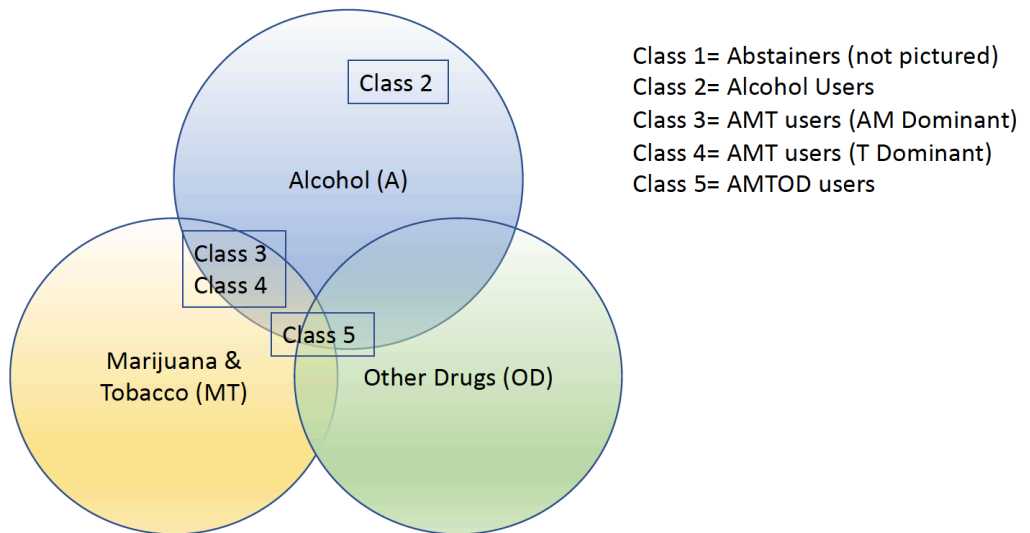 Class 2
Alcohol (A)
Class 3
Class 4
Class 5
Marijuana &
Tobacco (MT)
Other Drugs (OD)
Class 1= Abstainers (not pictured)
Class 2= Alcohol Users
Class 3= AMT users (AM Dominant)
Class 4= AMT users (T Dominant)
Class 5= AMTOD users